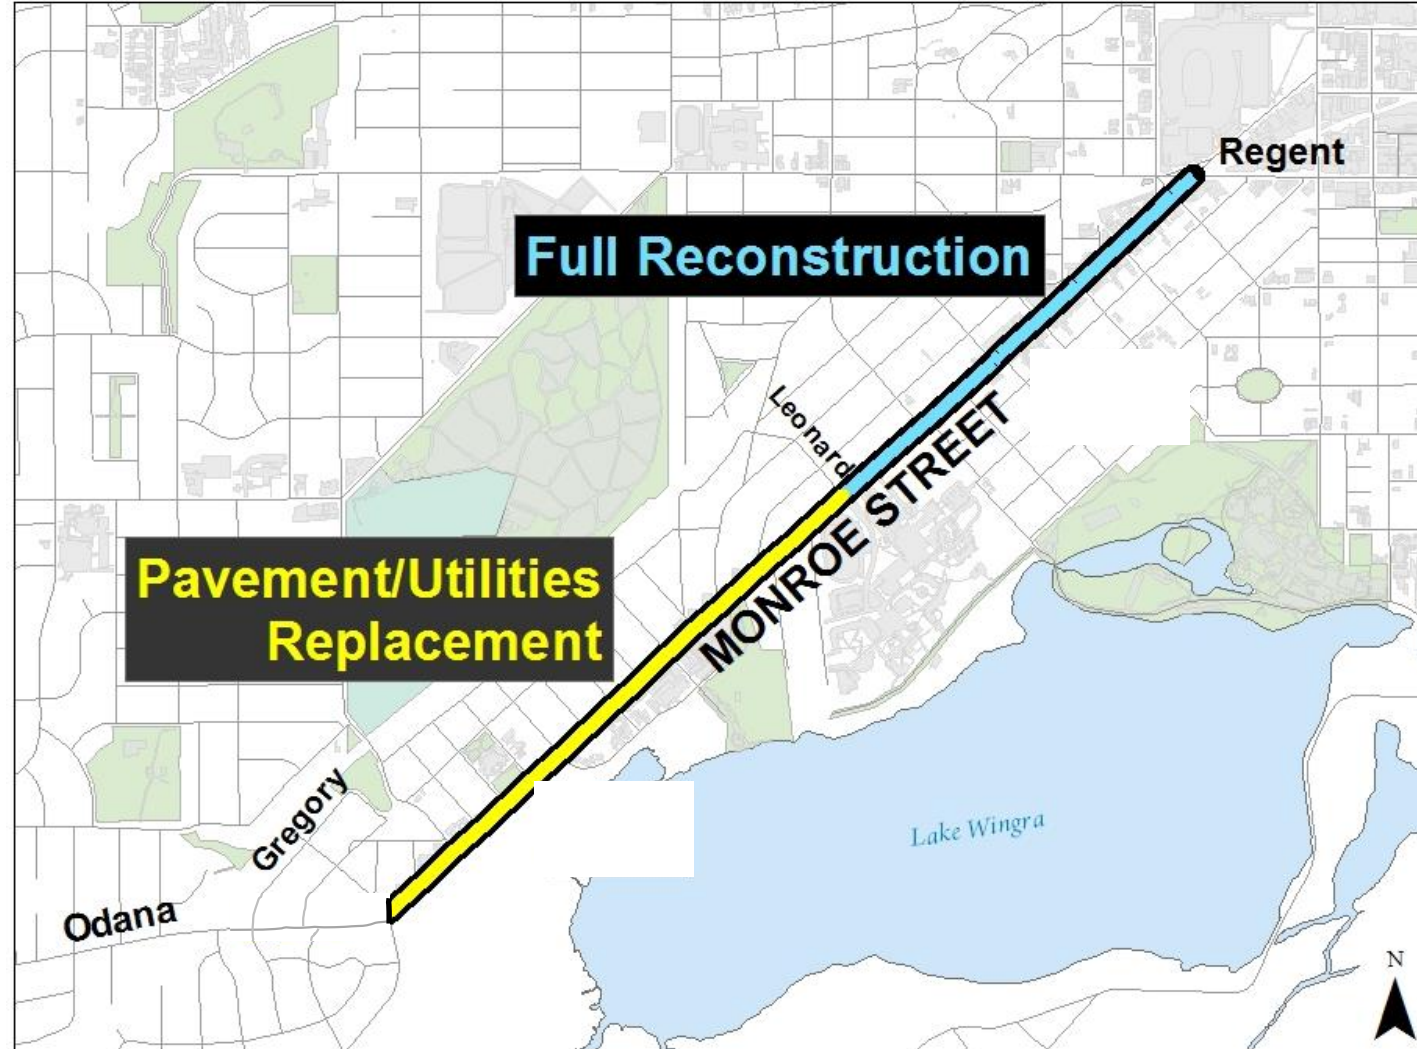 Regent
Full Reconstruction
Leonard
MONROE STREET
Pavement/Utilities
Replacement
Gregory
Lake Wingra
Odana
N